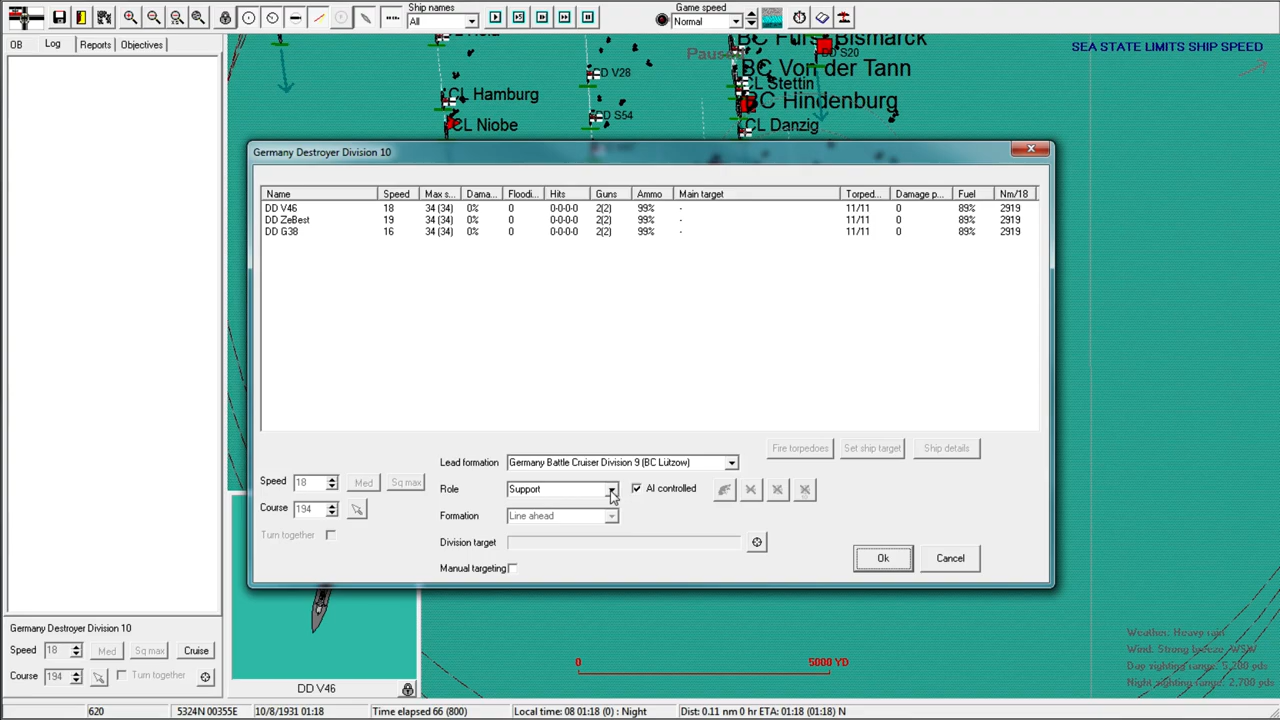 Ship names
Game speed
All
Normal
OB
Log
Reports
Objectives
SEA STATE LIMITS SHIP SPEED
BC Fürst Bismarck
DD S20
Paused
BC Von der Tann
DD V28
CL Stettin
CL Hamburg
BC Hindenburg
DD S54
CL Niobe
CL Danzig
Germany Destroyer Division 10
Name Speed Max s... Dama... Floodi... Hits Guns Ammo Main target Torped... Damage p... Fuel Nm/18
DD V46 18 34 (34) 0% 0 0-0-0-0 2(2) 99% - 11/11 0 89% 2919
DD ZeBest 19 34 (34) 0% 0 0-0-0-0 2(2) 99% - 11/11 0 89% 2919
DD G38 16 34 (34) 0% 0 0-0-0-0 2(2) 99% - 11/11 0 89% 2919
Fire torpedoes Set ship target Ship details
Lead formation Germany Battle Cruiser Division 9 (BC Lützow)
Speed 18 Med Sq max
Role Support AI controlled
Course 194
Formation Line ahead
Turn together
Division target
Manual targeting
Ok Cancel
Germany Destroyer Division 10
Speed 18 Med Sq max Cruise
Course 194 Turn together
DD V46
0 5000 YD
Weather: Heavy rain
Wind: Strong breeze, WSW
Day sighting range: 5,200 yds
Night sighting range: 2,700 yds
620 5324N 00355E 10/8/1931 01:18 Time elapsed 66 (800) Local time: 08 01:18 () : Night Dist: 0.11 nm 0 hr ETA: 01:18 (01:18) N